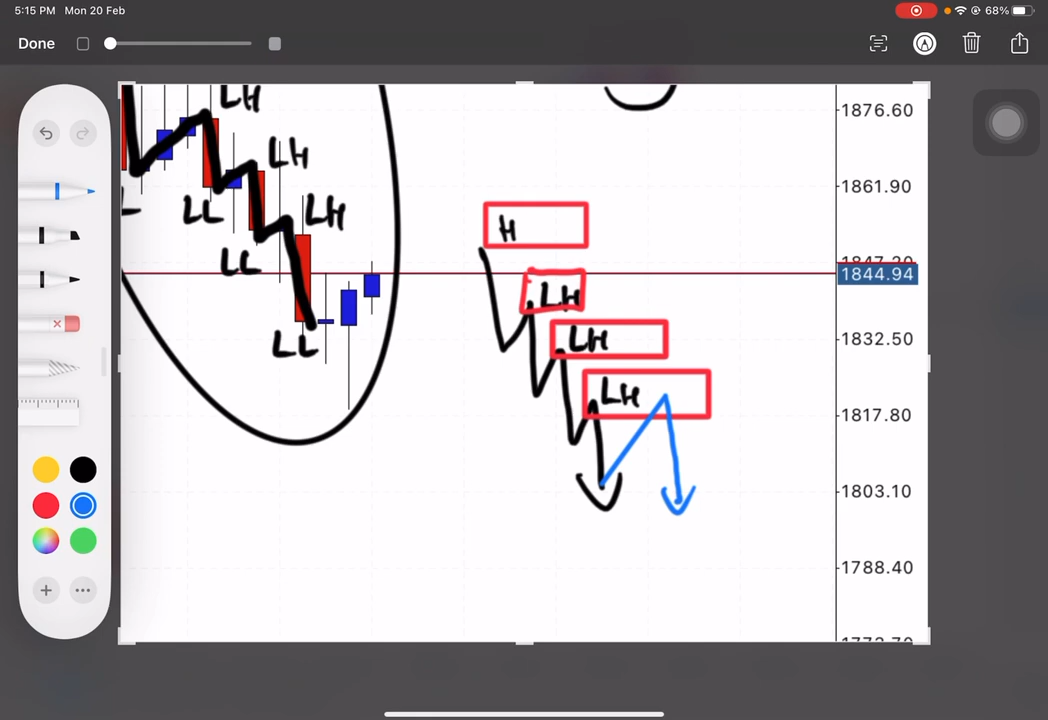 5:15 PM Mon 20 Feb
68%
Done
LH
1876.60
LH
1861.90
LL
LH
H
LL
1844.94
LH
LL
LH
1832.50
LH
1817.80
1803.10
1788.40